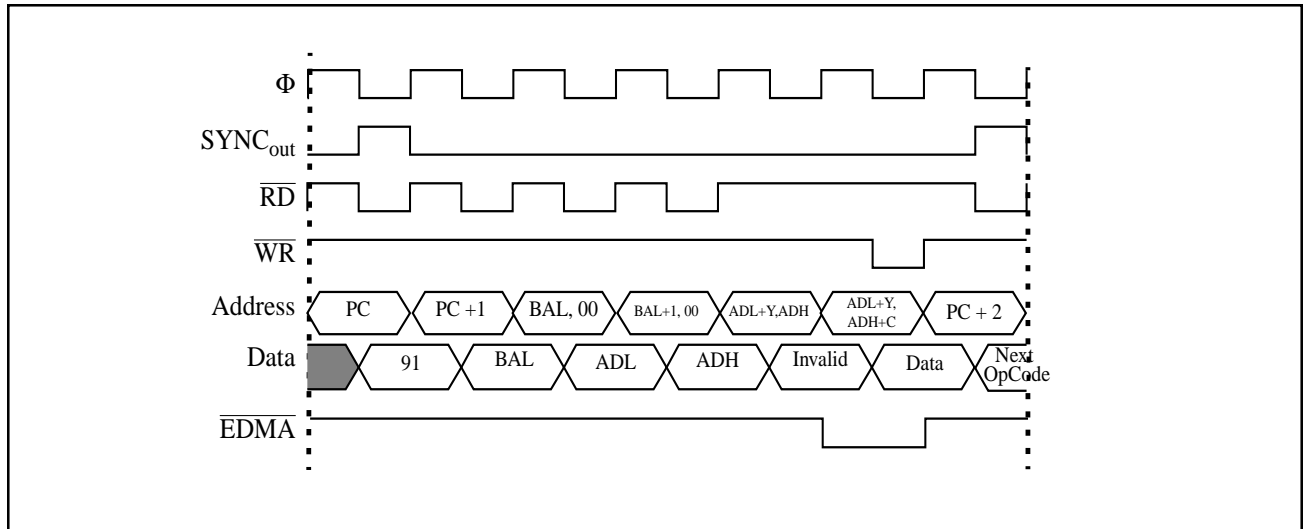 Φ
SYNCout
RD
WR
Address PC PC +1 BAL, 00 BAL+1, 00 ADL+Y,ADH ADL+Y, ADH+C PC + 2
Data 91 BAL ADL ADH Invalid Data Next OpCode
EDMA